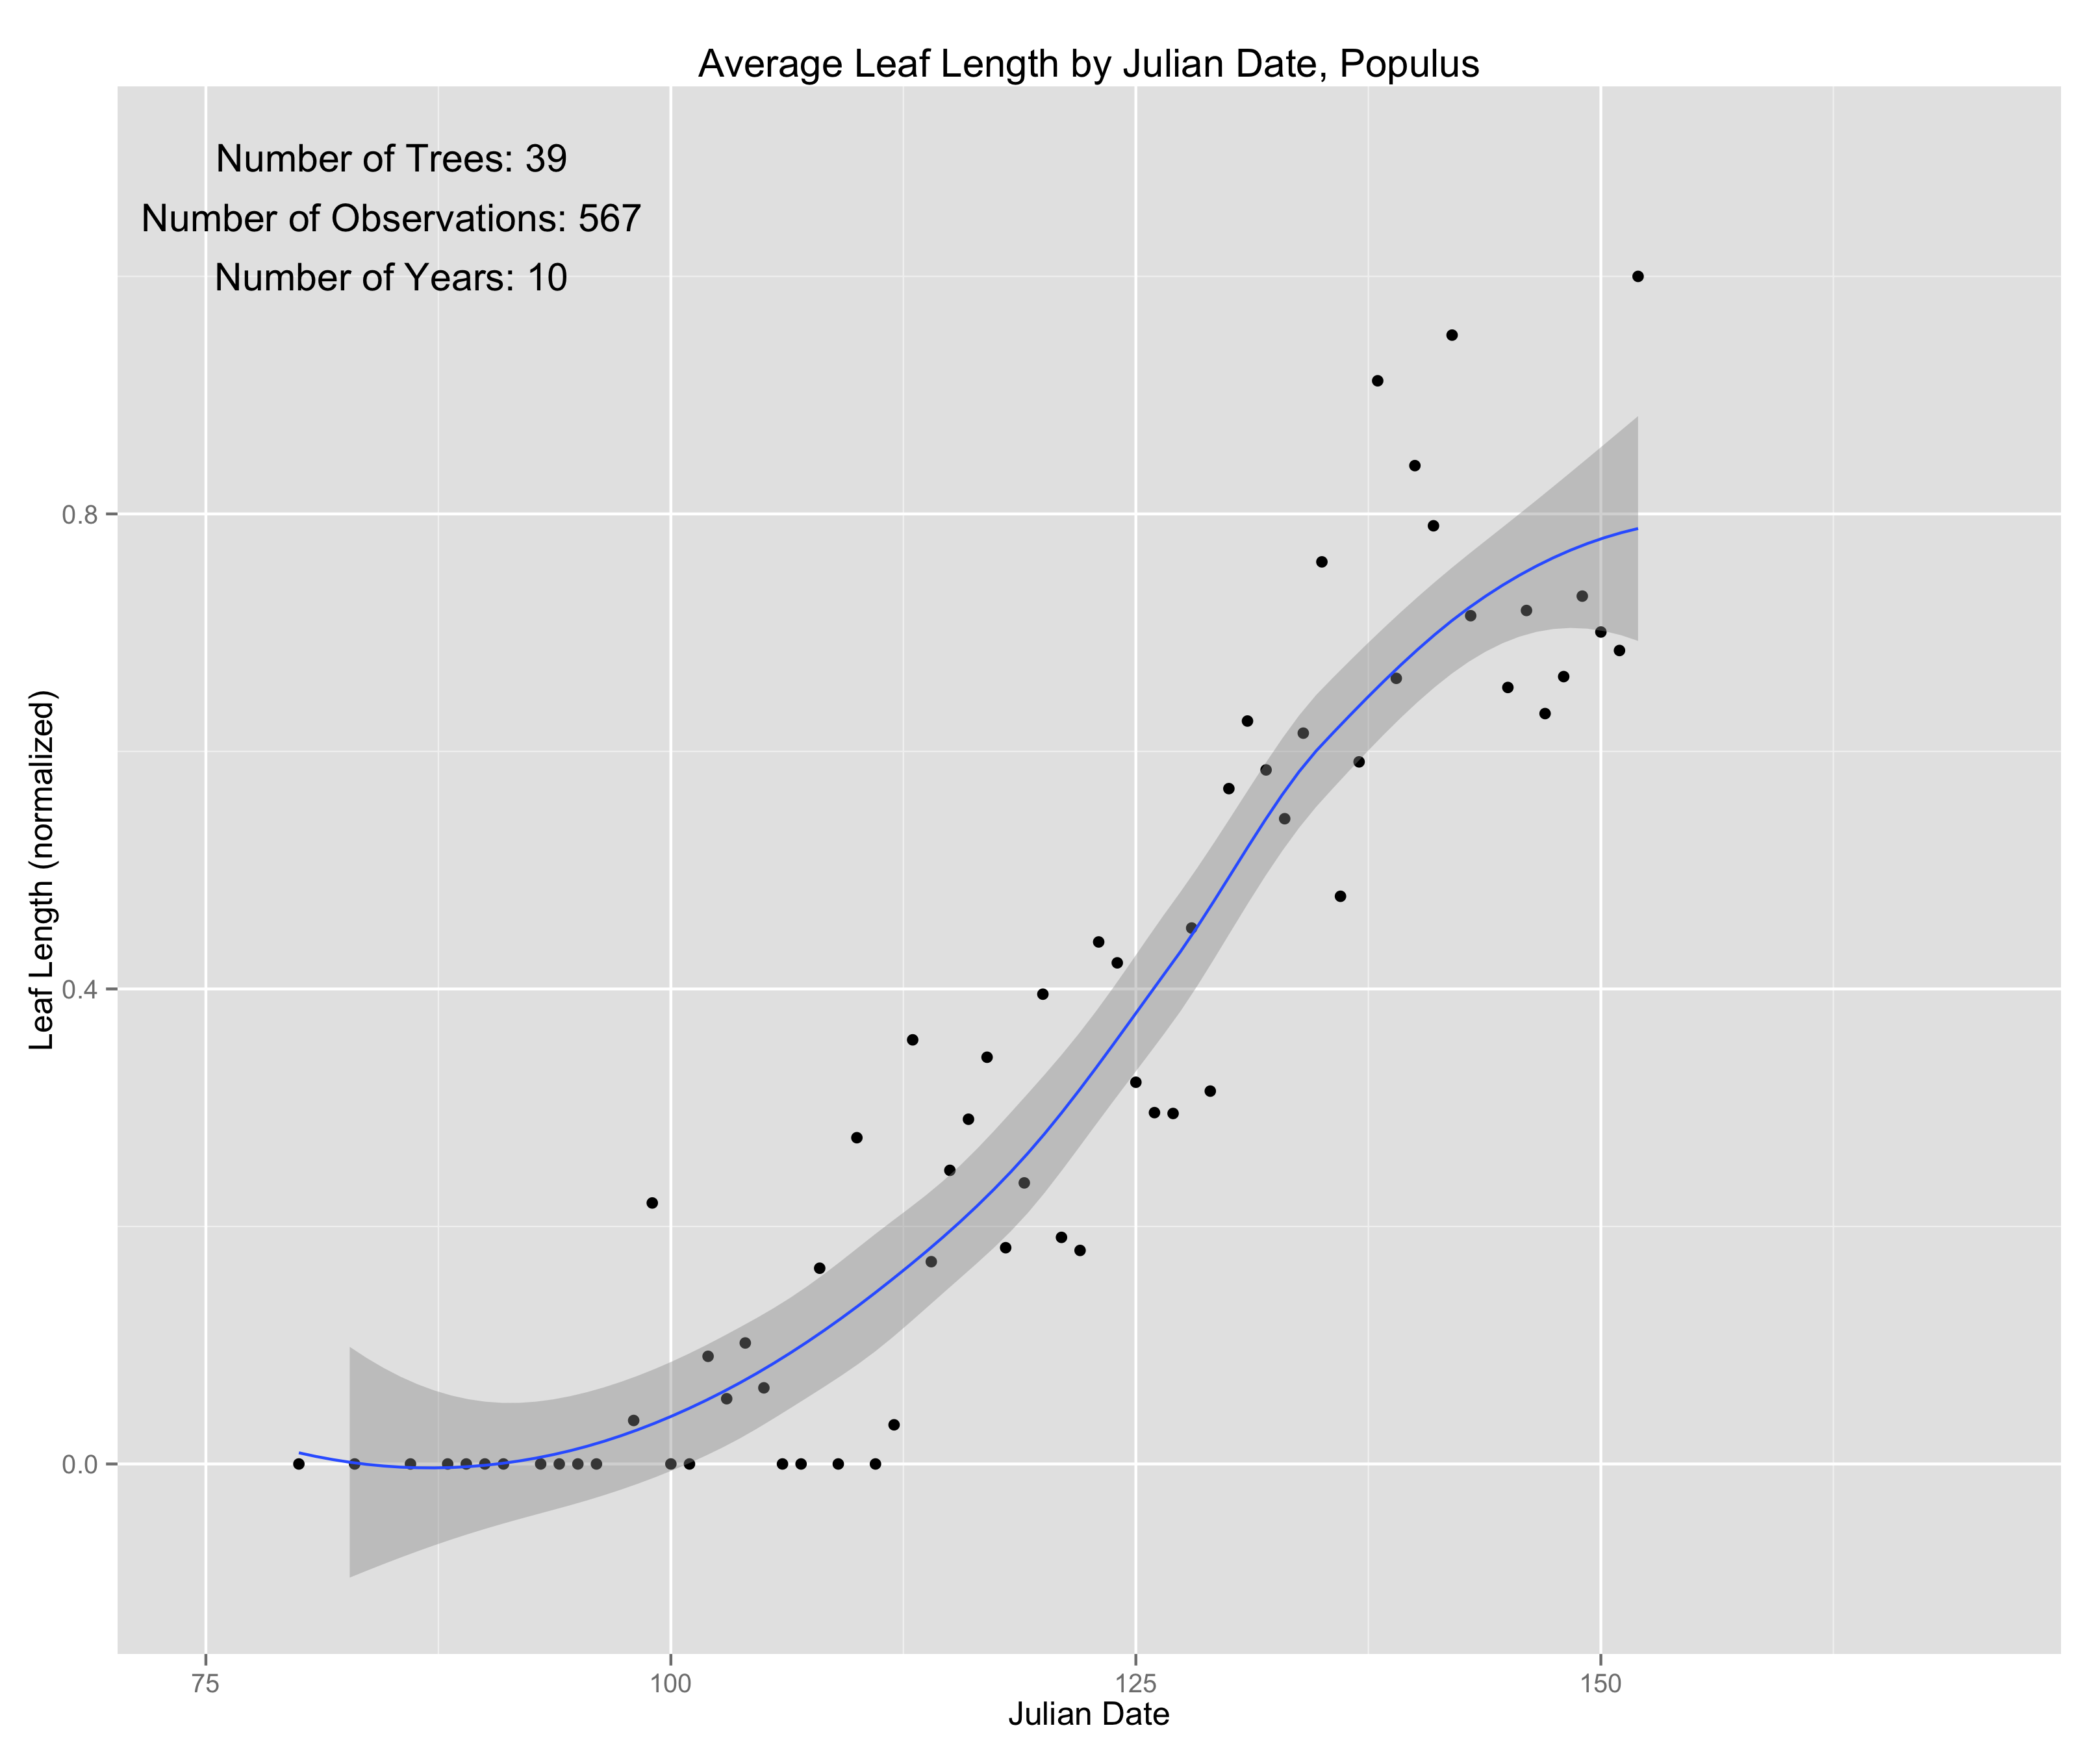 Average Leaf Length by Julian Date, Populus
Number of Trees: 39
Number of Observations: 567
Number of Years: 10
Leaf Length (normalized)
0.8
0.4
0.0
75
100
125
150
Julian Date